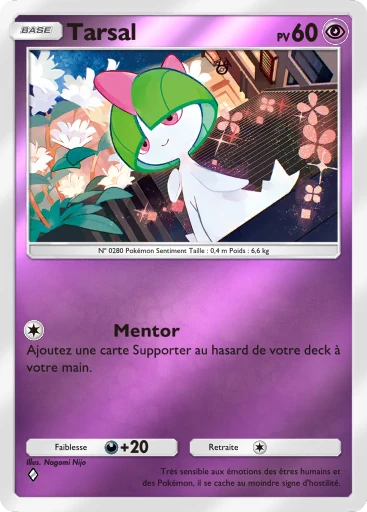 BASE Tarsal PV 60
N° 0280 Pokémon Sentiment Taille : 0,4 m Poids : 6,6 kg
Mentor
Ajoutez une carte Supporter au hasard de votre deck à
votre main.
Faiblesse +20 Retraite
Illus. Nagomi Nijo
Très sensible aux émotions des êtres humains et
des Pokémon, il se cache au moindre signe d'hostilité.